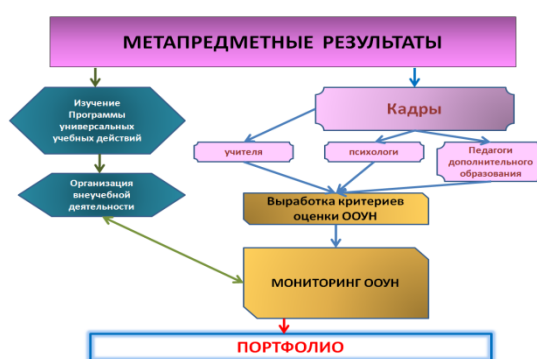 МЕТАПРЕДМЕТНЫЕ РЕЗУЛЬТАТЫ
Изучение
Программы
универсальных
учебных действий
Кадры
учителя
психологи
Педагоги
дополнительного
образования
Организация
внеучебной
деятельности
Выработка критериев
оценки ООУН
МОНИТОРИНГ ООУН
ПОРТФОЛИО